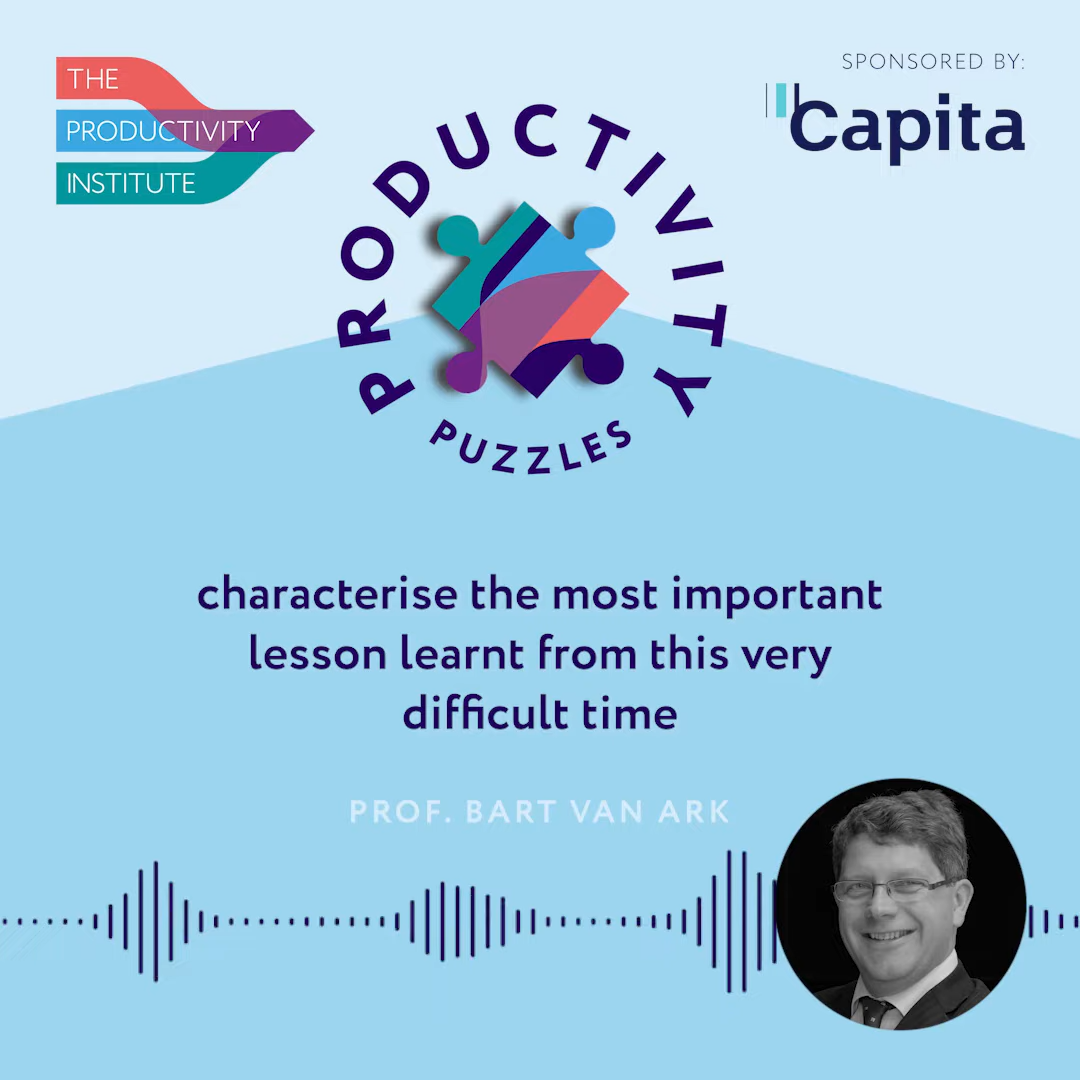 THE
PRODUCTIVITY
INSTITUTE
SPONSORED BY:
Capita
PRODUCTIVITY
PUZZLES
characterise the most important
lesson learnt from this very
difficult time
PROF. BART VAN ARK